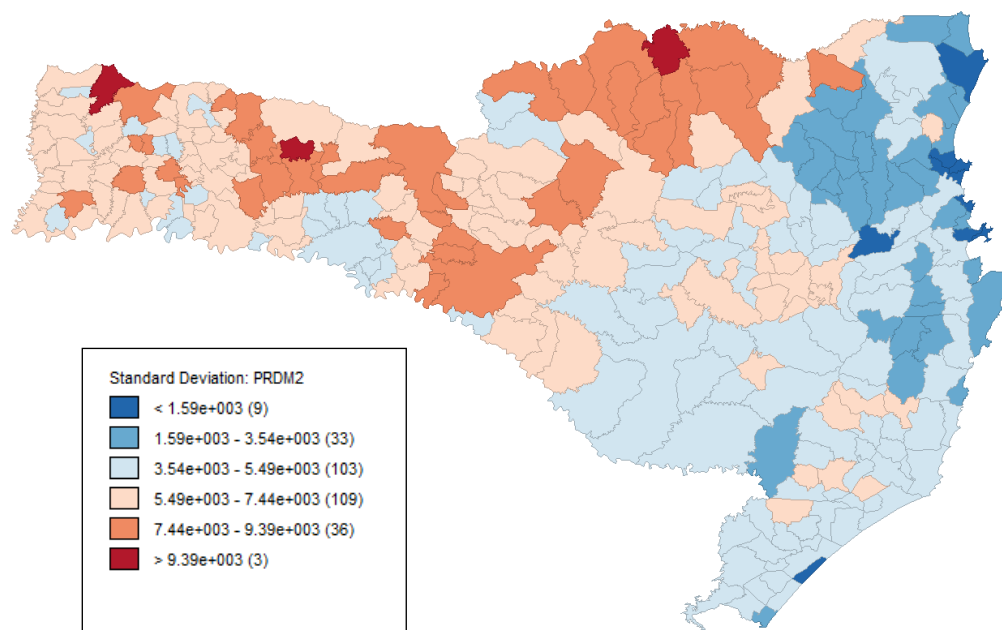 Standard Deviation: PRDM2
< 1.59e+003 (9)
1.59e+003 - 3.54e+003 (33)
3.54e+003 - 5.49e+003 (103)
5.49e+003 - 7.44e+003 (109)
7.44e+003 - 9.39e+003 (36)
> 9.39e+003 (3)